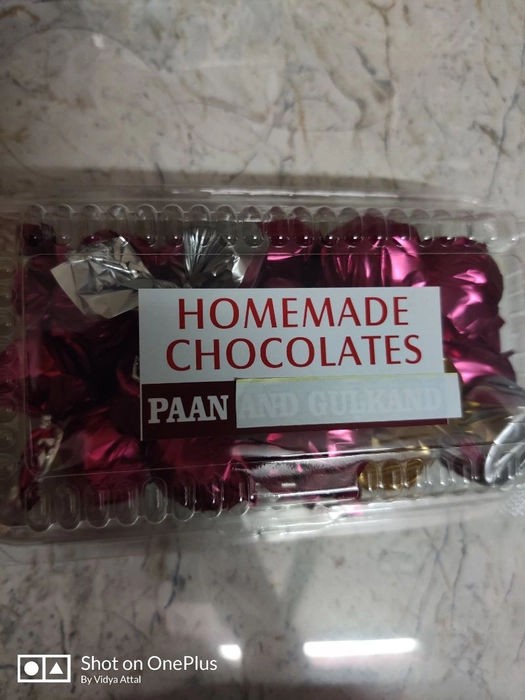 HOMEMADE
CHOCOLATES
PAAN AND GULKAND
Shot on OnePlus
By Vidya Attal